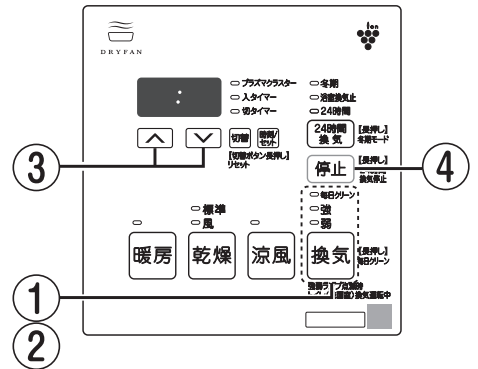 DRYFAN
Ion
:
プラズマクラスター
入タイマー
切タイマー
冬期
浴室換気止
24時間
切替
時刻/セット
24時間換気
【長押し】
冬期モード
【切替ボタン長押し】
リセット
停止
【長押し】
換気停止
③
④
標準
風
毎日クリーン
強
弱
暖房
乾燥
涼風
換気
【長押し】
毎日クリーン
換気運転中
①
②